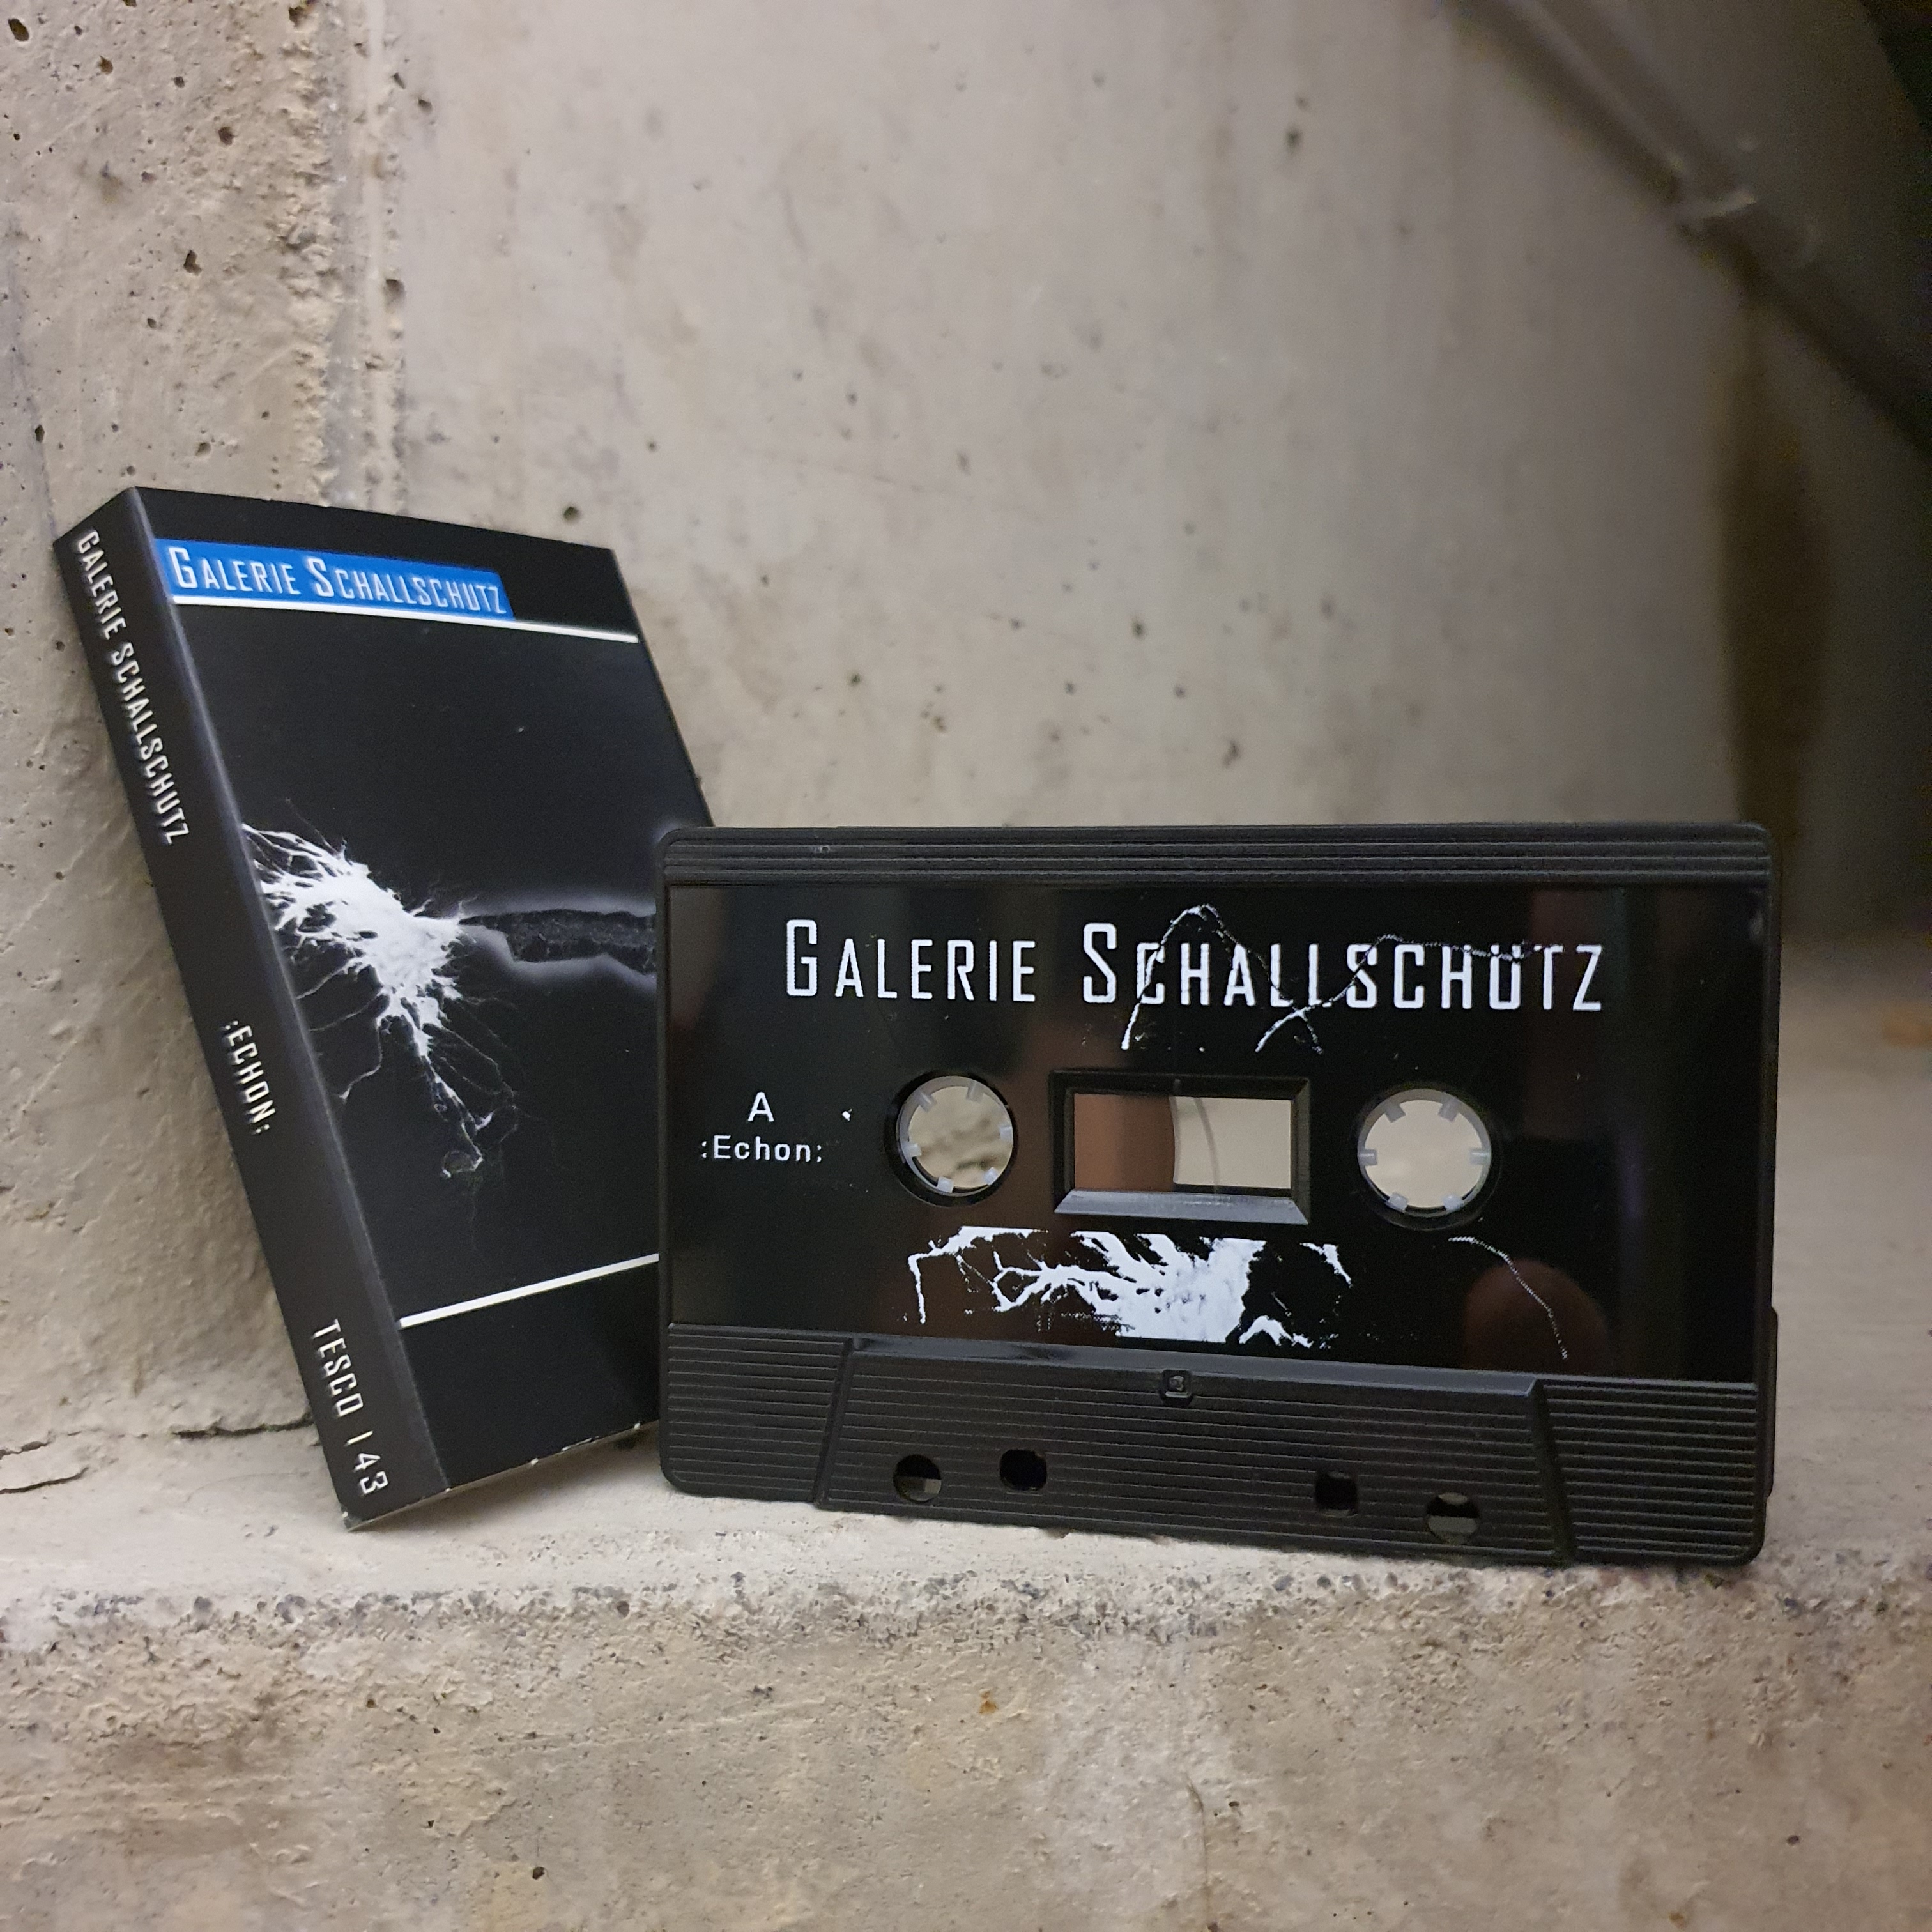 GALERIE SCHALLSCHUTZ
GALERIE SCHALLSCHUTZ
:ECHON:
TESCO 143
GALERIE SCHALLSCHUTZ
A
:Echon: